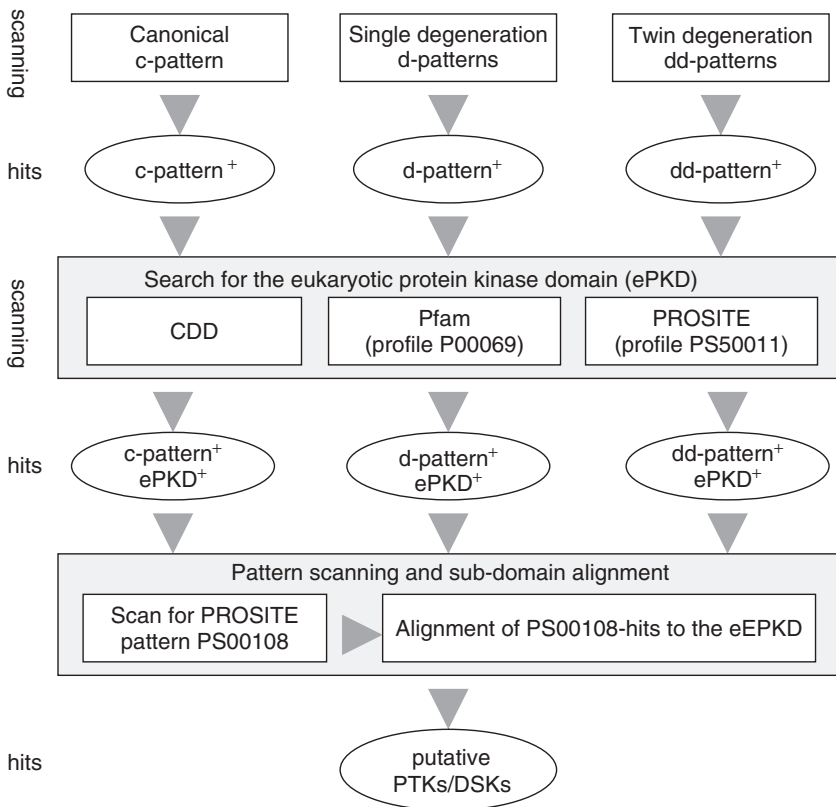 scanning
Canonical
c-pattern
Single degeneration
d-patterns
Twin degeneration
dd-patterns
hits
c-pattern+
d-pattern+
dd-pattern+
scanning
Search for the eukaryotic protein kinase domain (ePKD)
CDD
Pfam
(profile P00069)
PROSITE
(profile PS50011)
hits
c-pattern+
ePKD+
d-pattern+
ePKD+
dd-pattern+
ePKD+
Pattern scanning and sub-domain alignment
Scan for PROSITE
pattern PS00108
Alignment of PS00108-hits to the eEPKD
hits
putative
PTKs/DSKs